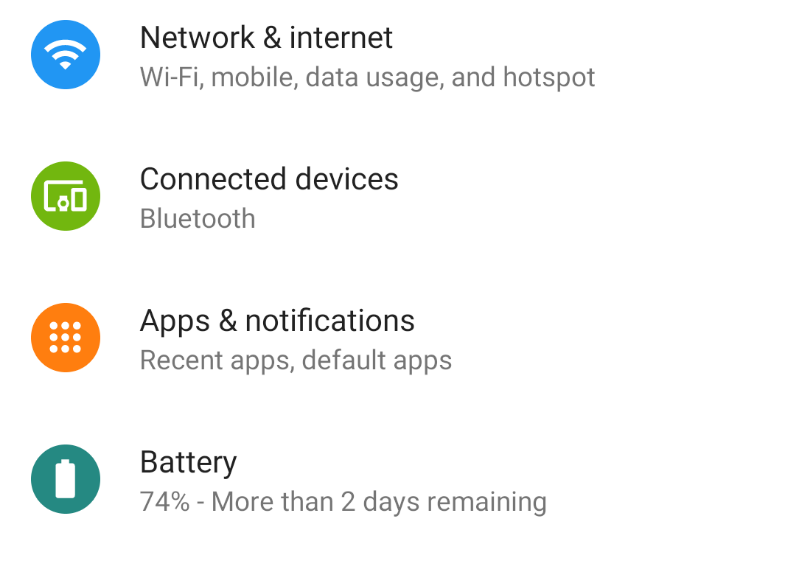 Network & internet
Wi-Fi, mobile, data usage, and hotspot
Connected devices
Bluetooth
Apps & notifications
Recent apps, default apps
Battery
74% - More than 2 days remaining